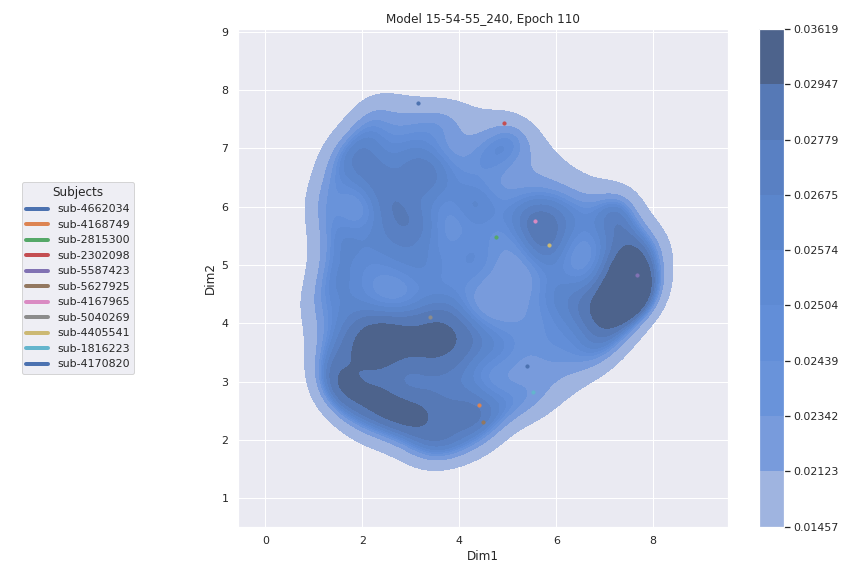 Model 15-54-55_240, Epoch 110
9
8
7
6
5
4
3
2
1
Dim2
0
2
4
6
8
Dim1
Subjects
sub-4662034
sub-4168749
sub-2815300
sub-2302098
sub-5587423
sub-5627925
sub-4167965
sub-5040269
sub-4405541
sub-1816223
sub-4170820
0.03619
0.02947
0.02779
0.02675
0.02574
0.02504
0.02439
0.02342
0.02123
0.01457